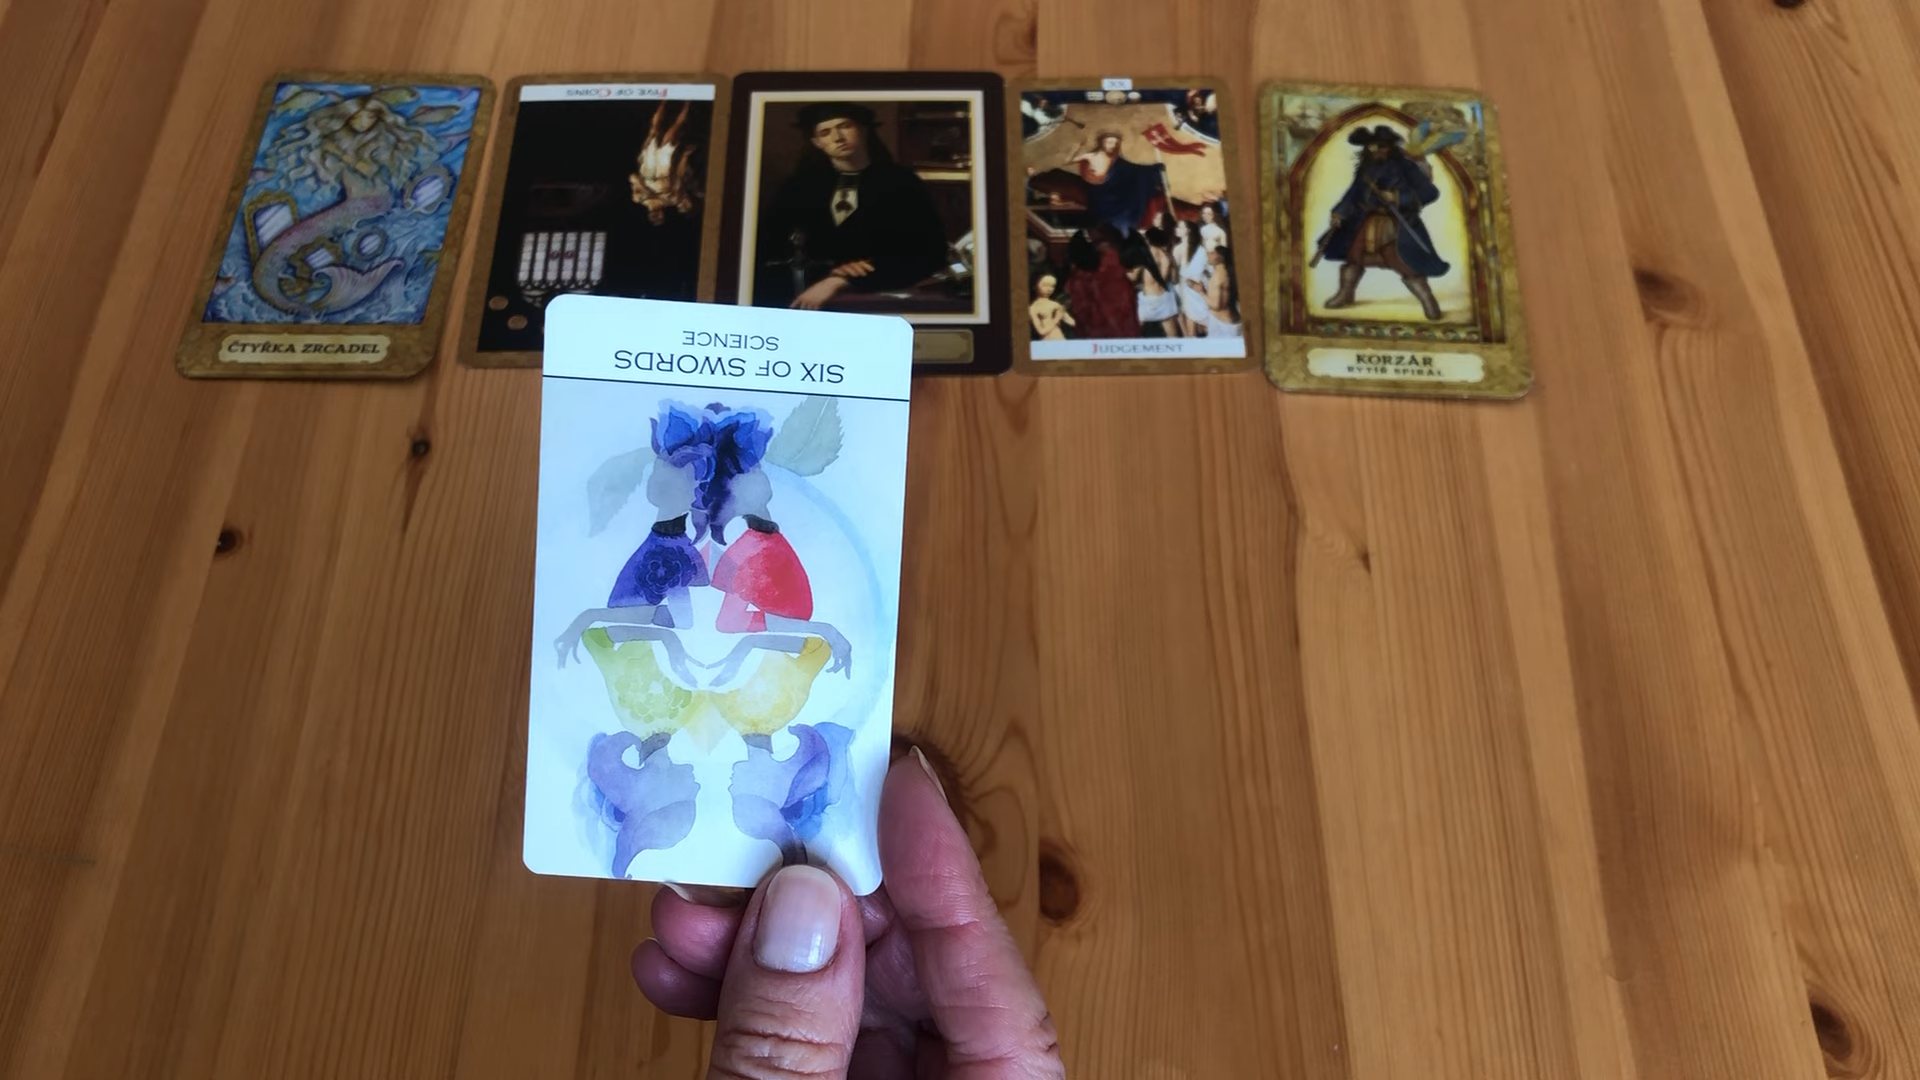 ČTYŘKA ZRCADEL
FIVE OF COINS
XX
JUDGEMENT
KORZÁR
RYTÍŘ SPIRÁL
SIX OF SWORDS
SCIENCE